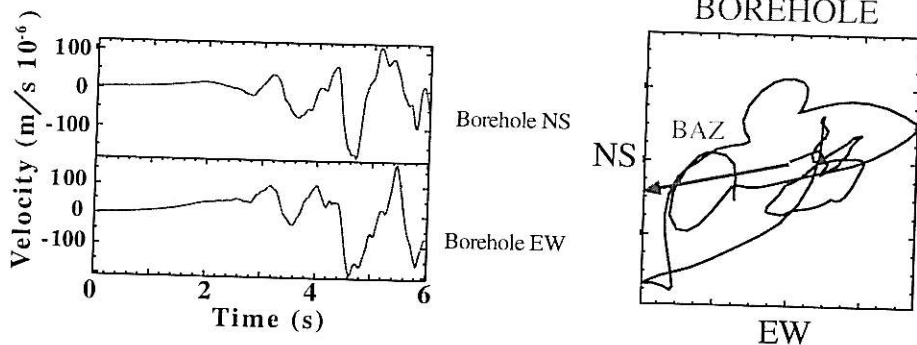 Velocity (m/s 10⁻⁶)
100
0
-100
100
0
-100
0
2
4
6
Time (s)
Borehole NS
Borehole EW
BOREHOLE
NS
BAZ
EW